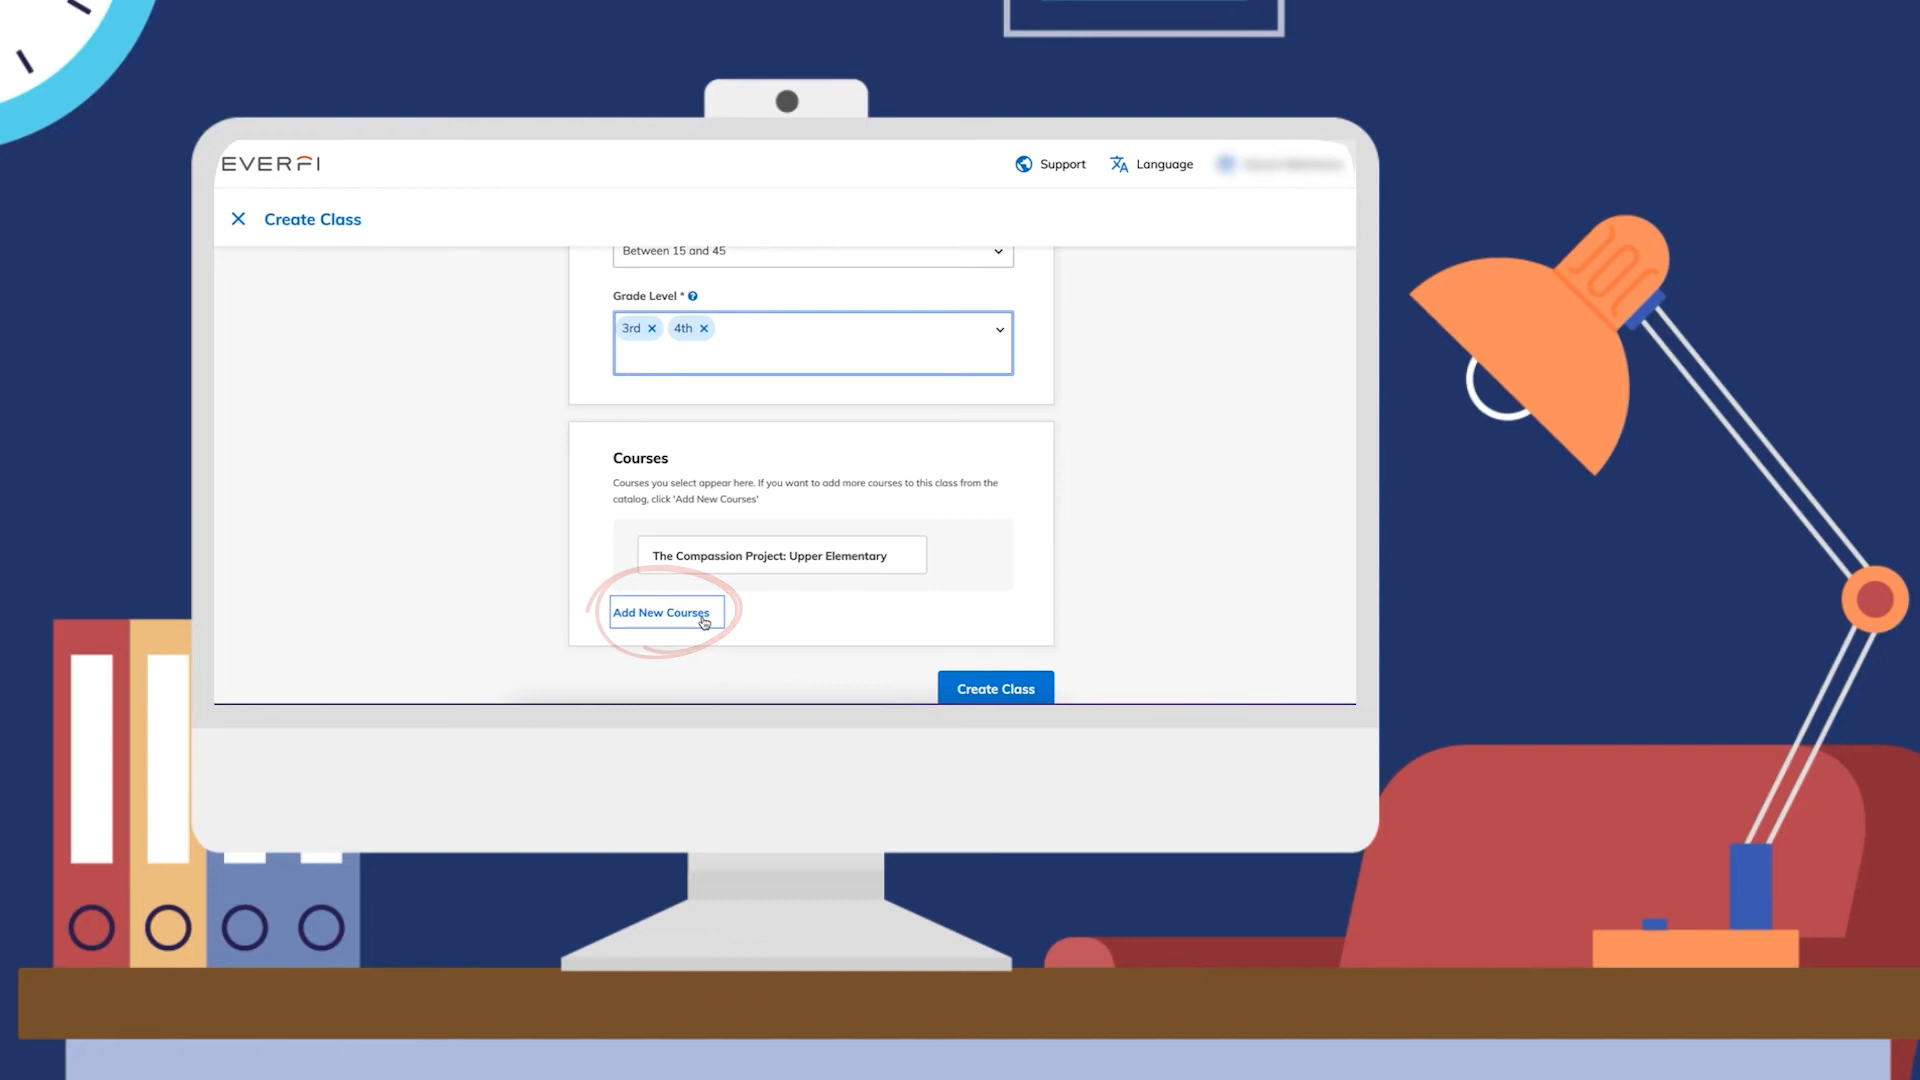 EVERFI
Support
Language
Create Class
Between 15 and 45
Grade Level *
3rd
4th
Courses
Courses you select appear here. If you want to add more courses to this class from the
catalog, click 'Add New Courses'
The Compassion Project: Upper Elementary
Add New Courses
Create Class